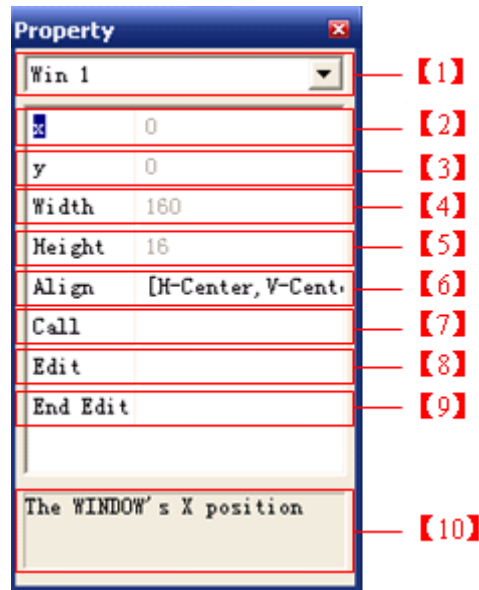 Property
Win 1 【1】
x 0 【2】
y 0 【3】
Width 160 【4】
Height 16 【5】
Align [H-Center, V-Cent 【6】
Call 【7】
Edit 【8】
End Edit 【9】
The WINDOW's X position 【10】